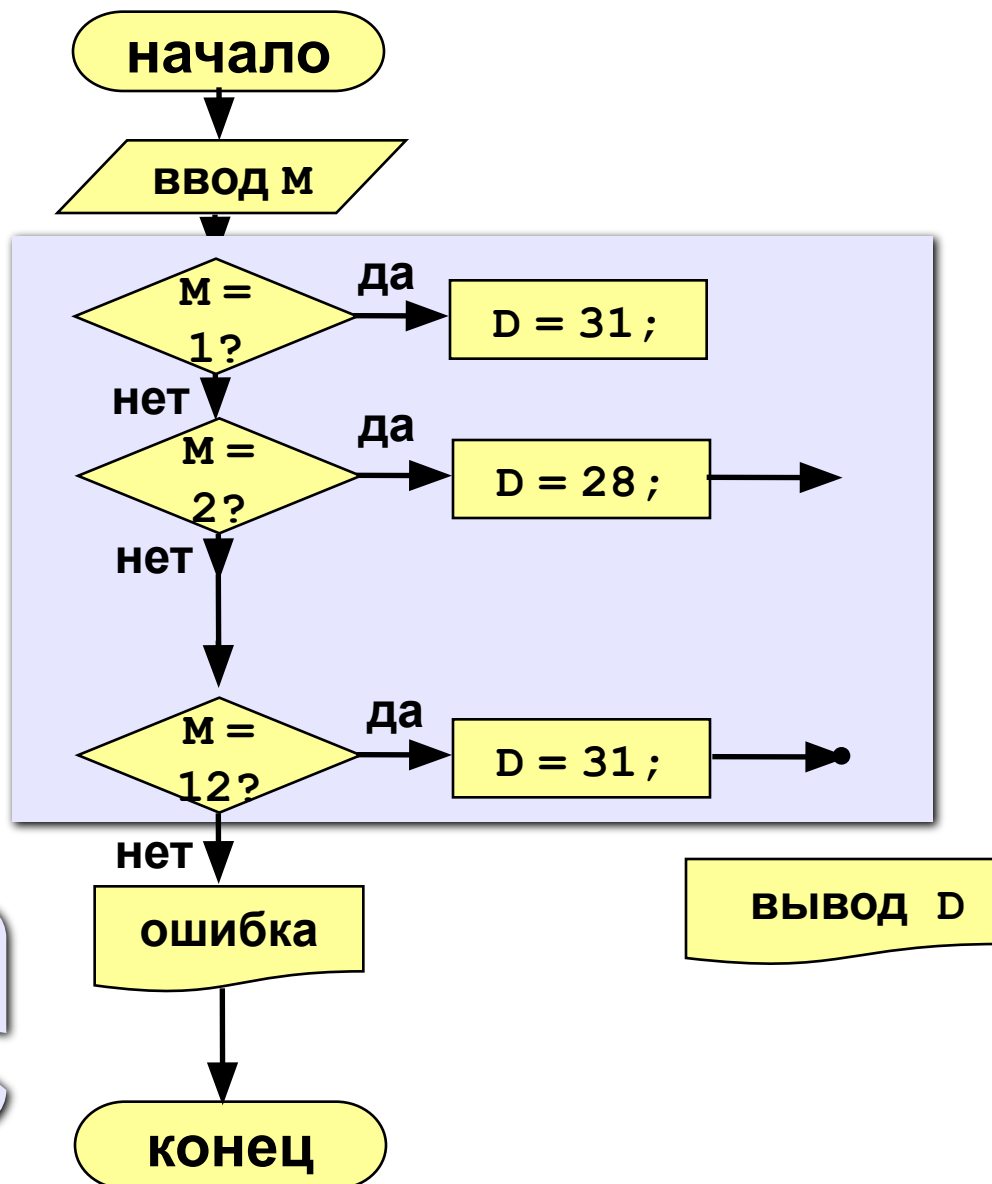 начало
ввод M
M =
1?
да
D = 31;
нет
M =
2?
да
D = 28;
нет
M =
12?
да
D = 31;
нет
ошибка
вывод D
конец